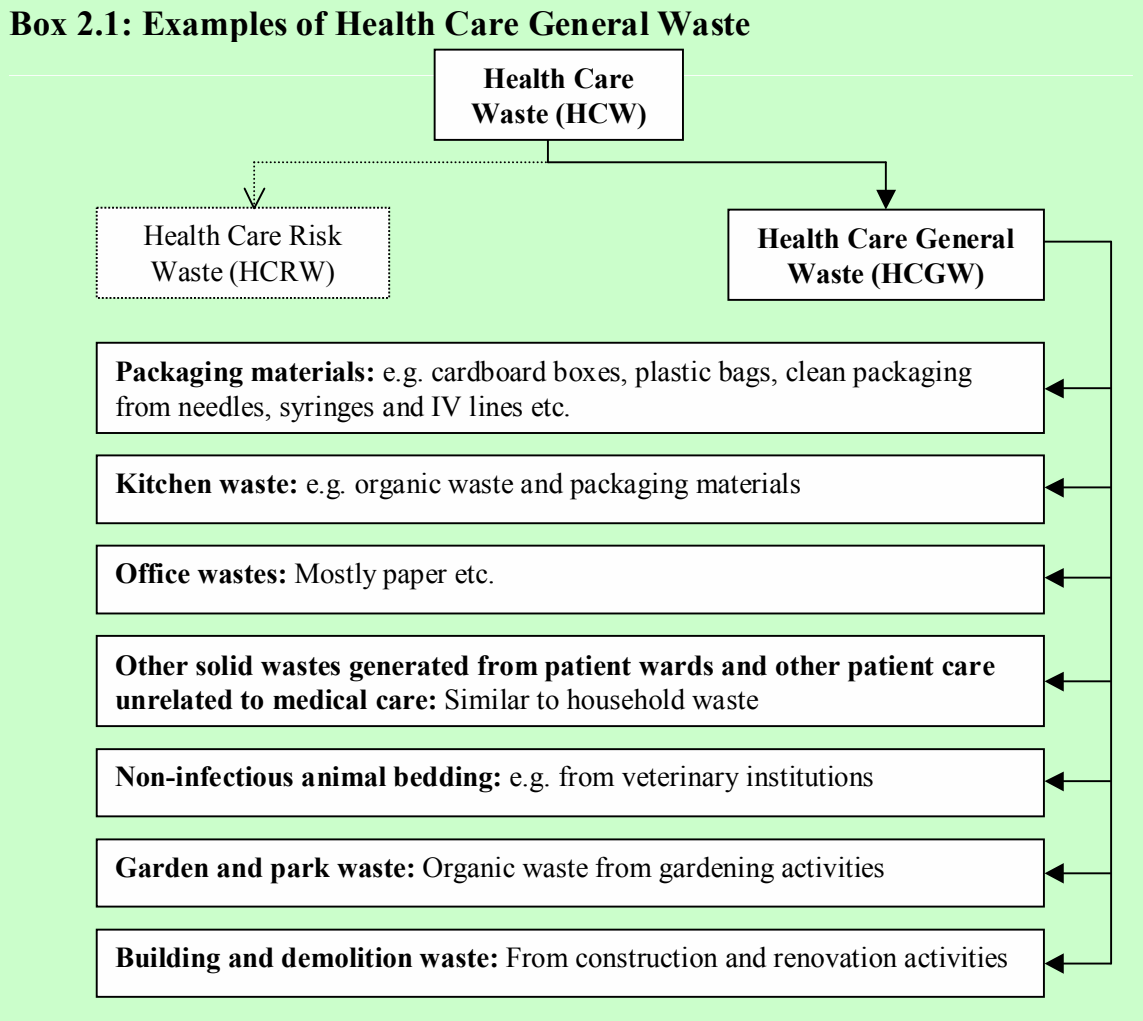 Box 2.1: Examples of Health Care General Waste
Health Care
Waste (HCW)
Health Care Risk
Waste (HCRW)
Health Care General
Waste (HCGW)
Packaging materials: e.g. cardboard boxes, plastic bags, clean packaging
from needles, syringes and IV lines etc.
Kitchen waste: e.g. organic waste and packaging materials
Office wastes: Mostly paper etc.
Other solid wastes generated from patient wards and other patient care
unrelated to medical care: Similar to household waste
Non-infectious animal bedding: e.g. from veterinary institutions
Garden and park waste: Organic waste from gardening activities
Building and demolition waste: From construction and renovation activities